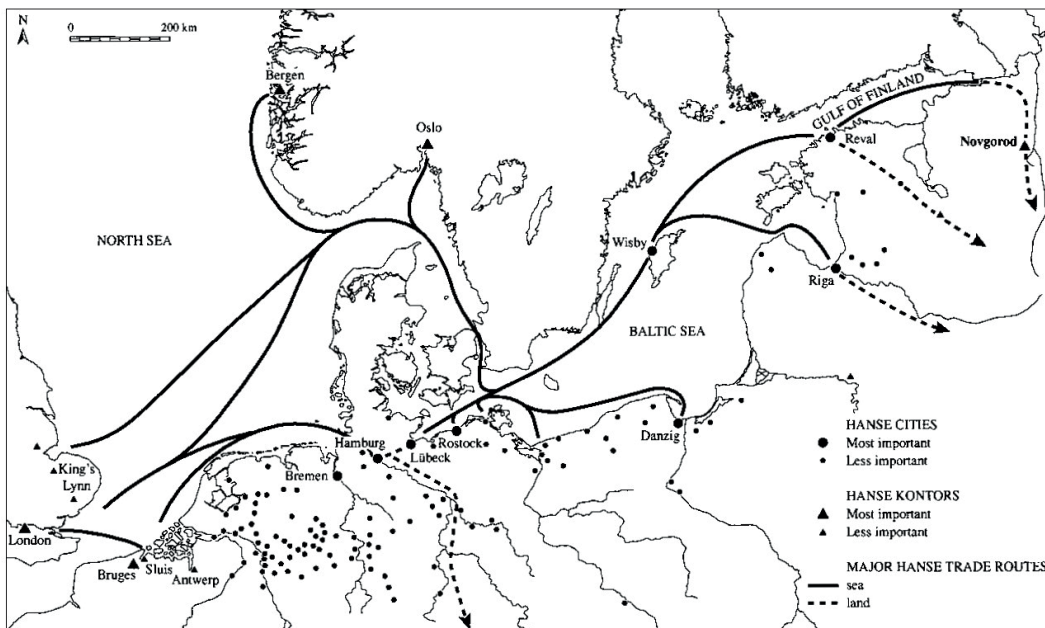 N
0 200 km
Bergen
Oslo
GULF OF FINLAND
Reval
Novgorod
NORTH SEA
Wisby
Riga
BALTIC SEA
Hamburg
Rostock
Lübeck
Danzig
Bremen
King's
Lynn
London
Bruges
Sluis
Antwerp
HANSE CITIES
Most important
Less important
HANSE KONTORS
Most important
Less important
MAJOR HANSE TRADE ROUTES
sea
land